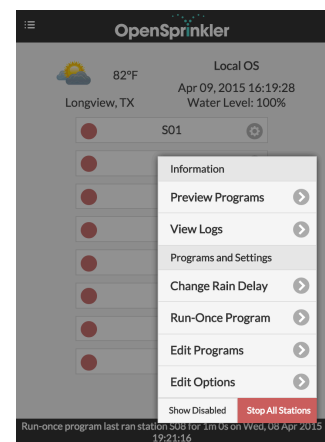 OpenSprinkler
82°F
Longview, TX
Local OS
Apr 09, 2015 16:19:28
Water Level: 100%
S01
Information
Preview Programs
View Logs
Programs and Settings
Change Rain Delay
Run-Once Program
Edit Programs
Edit Options
Show Disabled
Stop All Stations
Run-once program last ran station S08 for 1m 0s on Wed, 08 Apr 2015
19:21:16